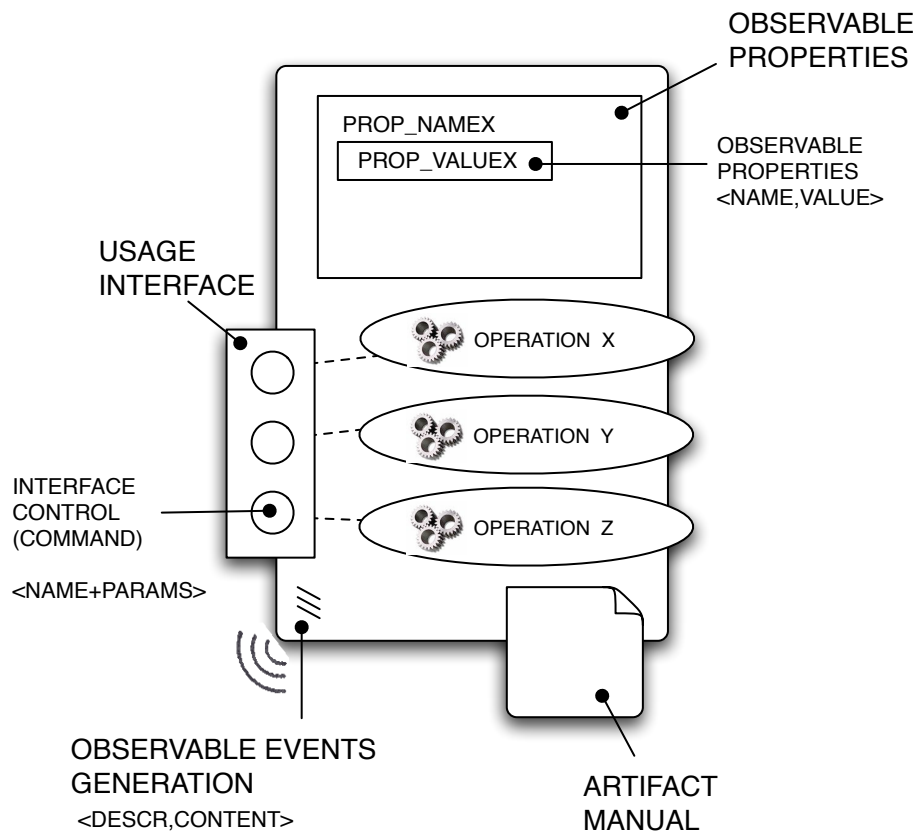 OBSERVABLE
PROPERTIES
PROP_NAMEX
PROP_VALUEX
OBSERVABLE
PROPERTIES
<NAME,VALUE>
USAGE
INTERFACE
OPERATION X
OPERATION Y
INTERFACE
CONTROL
(COMMAND)
OPERATION Z
<NAME+PARAMS>
OBSERVABLE EVENTS
GENERATION
<DESCR,CONTENT>
ARTIFACT
MANUAL